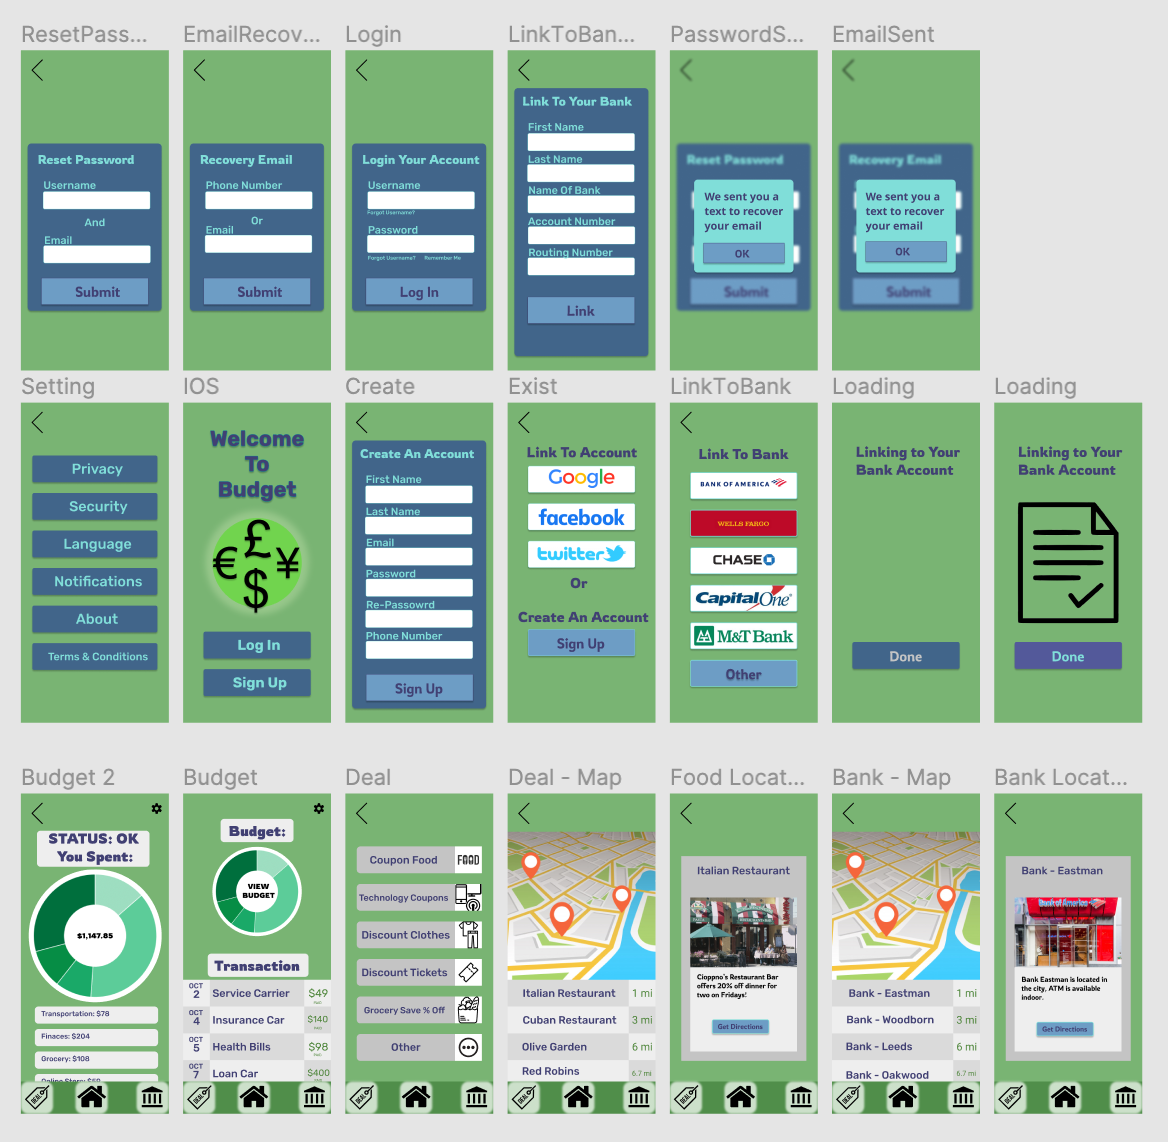 ResetPass...
EmailRecov...
Login
LinkToBan...
PasswordS...
EmailSent
Reset Password
Username
And
Email
Submit
Recovery Email
Phone Number
Or
Email
Submit
Login Your Account
Username
Forgot Username?
Password
Forgot Username? Remember Me
Log In
Link To Your Bank
First Name
Last Name
Name Of Bank
Account Number
Routing Number
Link
Reset Password
We sent you a
text to recover
your email
OK
Submit
Recovery Email
We sent you a
text to recover
your email
OK
Submit
Setting
IOS
Create
Exist
LinkToBank
Loading
Loading
Privacy
Security
Language
Notifications
About
Terms & Conditions
Welcome
To
Budget
£
€ ¥
$
Log In
Sign Up
Create An Account
First Name
Last Name
Email
Password
Re-Passowrd
Phone Number
Sign Up
Link To Account
Google
facebook
twitter
Or
Create An Account
Sign Up
Link To Bank
BANK OF AMERICA
WELLS FARGO
CHASE
Capital One
M&T Bank
Other
Linking to Your
Bank Account
Done
Linking to Your
Bank Account
Done
Budget 2
Budget
Deal
Deal - Map
Food Locat...
Bank - Map
Bank Locat...
STATUS: OK
You Spent:
$1,147.85
Transportation: $78
Finaces: $204
Grocery: $108
Online Story: $59
DEAL
Budget:
VIEW
BUDGET
Transaction
OCT
2
Service Carrier
$49
OCT
4
Insurance Car
$140
OCT
5
Health Bills
$98
OCT
7
Loan Car
$400
DEAL
Coupon Food
FOOD
Technology Coupons
Discount Clothes
Discount Tickets
Grocery Save % Off
Other
DEAL
Italian Restaurant 1 mi
Cuban Restaurant 3 mi
Olive Garden 6 mi
Red Robins 6.7 mi
DEAL
Italian Restaurant
Cioppno's Restaurant Bar
offers 20% off dinner for
two on Fridays!
Get Directions
DEAL
Bank - Eastman 1 mi
Bank - Woodborn 3 mi
Bank - Leeds 6 mi
Bank - Oakwood 6.7 mi
DEAL
Bank - Eastman
Bank of America
Bank Eastman is located in
the city, ATM is available
indoor.
Get Directions
DEAL